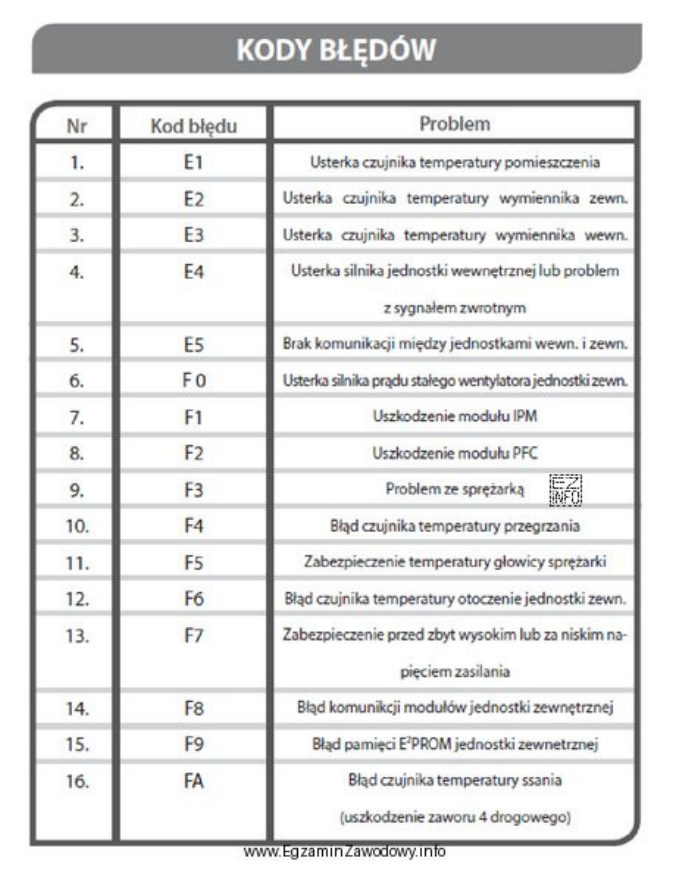 KODY BŁĘDÓW
Nr Kod błędu Problem
1. E1 Usterka czujnika temperatury pomieszczenia
2. E2 Usterka czujnika temperatury wymiennika zewn.
3. E3 Usterka czujnika temperatury wymiennika wewn.
4. E4 Usterka silnika jednostki wewnętrznej lub problem
z sygnałem zwrotnym
5. E5 Brak komunikacji między jednostkami wewn. i zewn.
6. F 0 Usterka silnika prądu stałego wentylatora jednostki zewn.
7. F1 Uszkodzenie modułu IPM
8. F2 Uszkodzenie modułu PFC
9. F3 Problem ze sprężarką EZ
INFO
10. F4 Błąd czujnika temperatury przegrzania
11. F5 Zabezpieczenie temperatury głowicy sprężarki
12. F6 Błąd czujnika temperatury otoczenie jednostki zewn.
13. F7 Zabezpieczenie przed zbyt wysokim lub za niskim na-
pięciem zasilania
14. F8 Błąd komunikcji modułów jednostki zewnętrznej
15. F9 Błąd pamięci E²PROM jednostki zewnetrznej
16. FA Błąd czujnika temperatury ssania
(uszkodzenie zaworu 4 drogowego)
www.EgzaminZawodowy.info